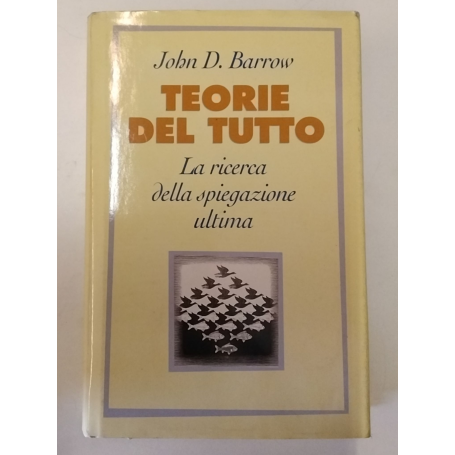 John D. Barrow
TEORIE
DEL TUTTO
La ricerca
della spiegazione
ultima